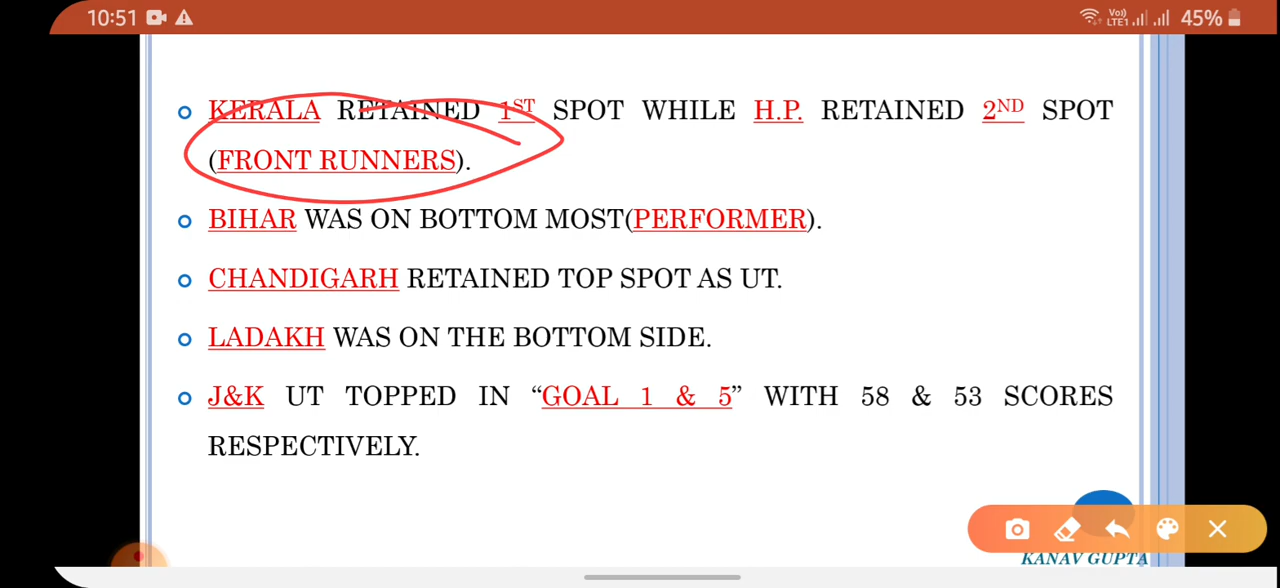 10:51 Vo)) LTE1 45%
KERALA RETAINED 1ST SPOT WHILE H.P. RETAINED 2ND SPOT
(FRONT RUNNERS).
BIHAR WAS ON BOTTOM MOST(PERFORMER).
CHANDIGARH RETAINED TOP SPOT AS UT.
LADAKH WAS ON THE BOTTOM SIDE.
J&K UT TOPPED IN “GOAL 1 & 5” WITH 58 & 53 SCORES
RESPECTIVELY.
KANAV GUPTA